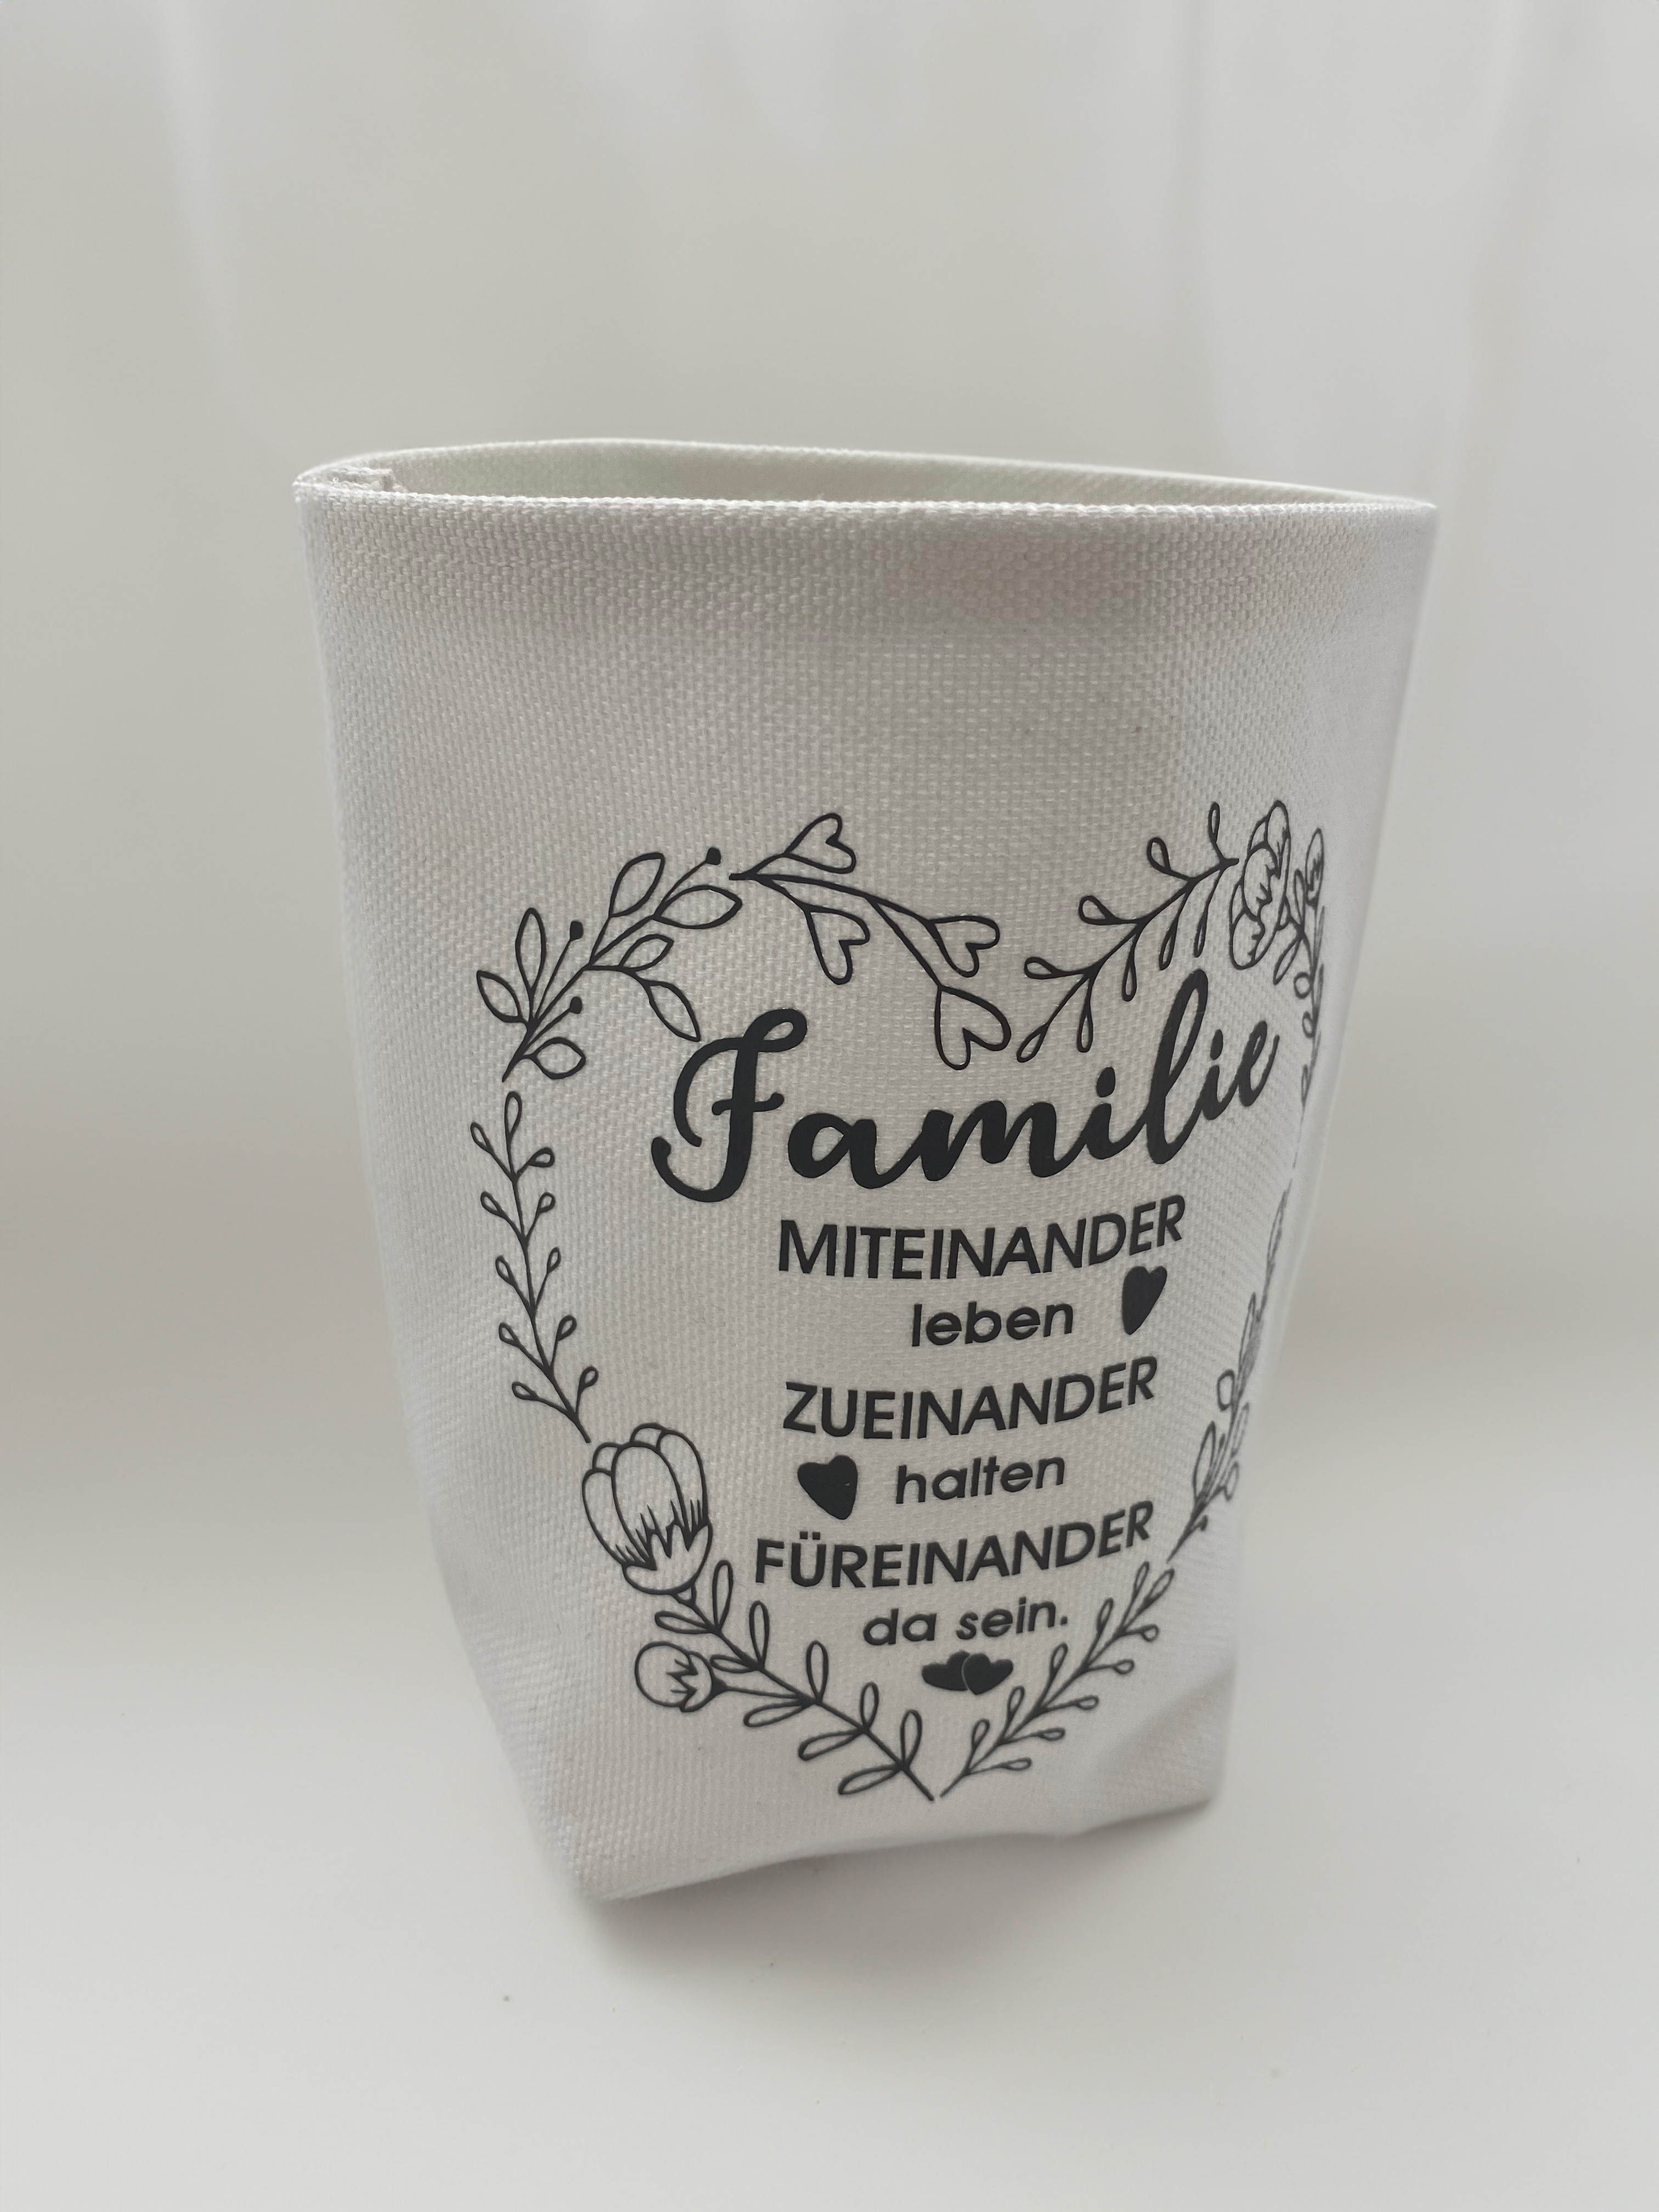 Familie
MITEINANDER
leben
ZUEINANDER
halten
FÜREINANDER
da sein.